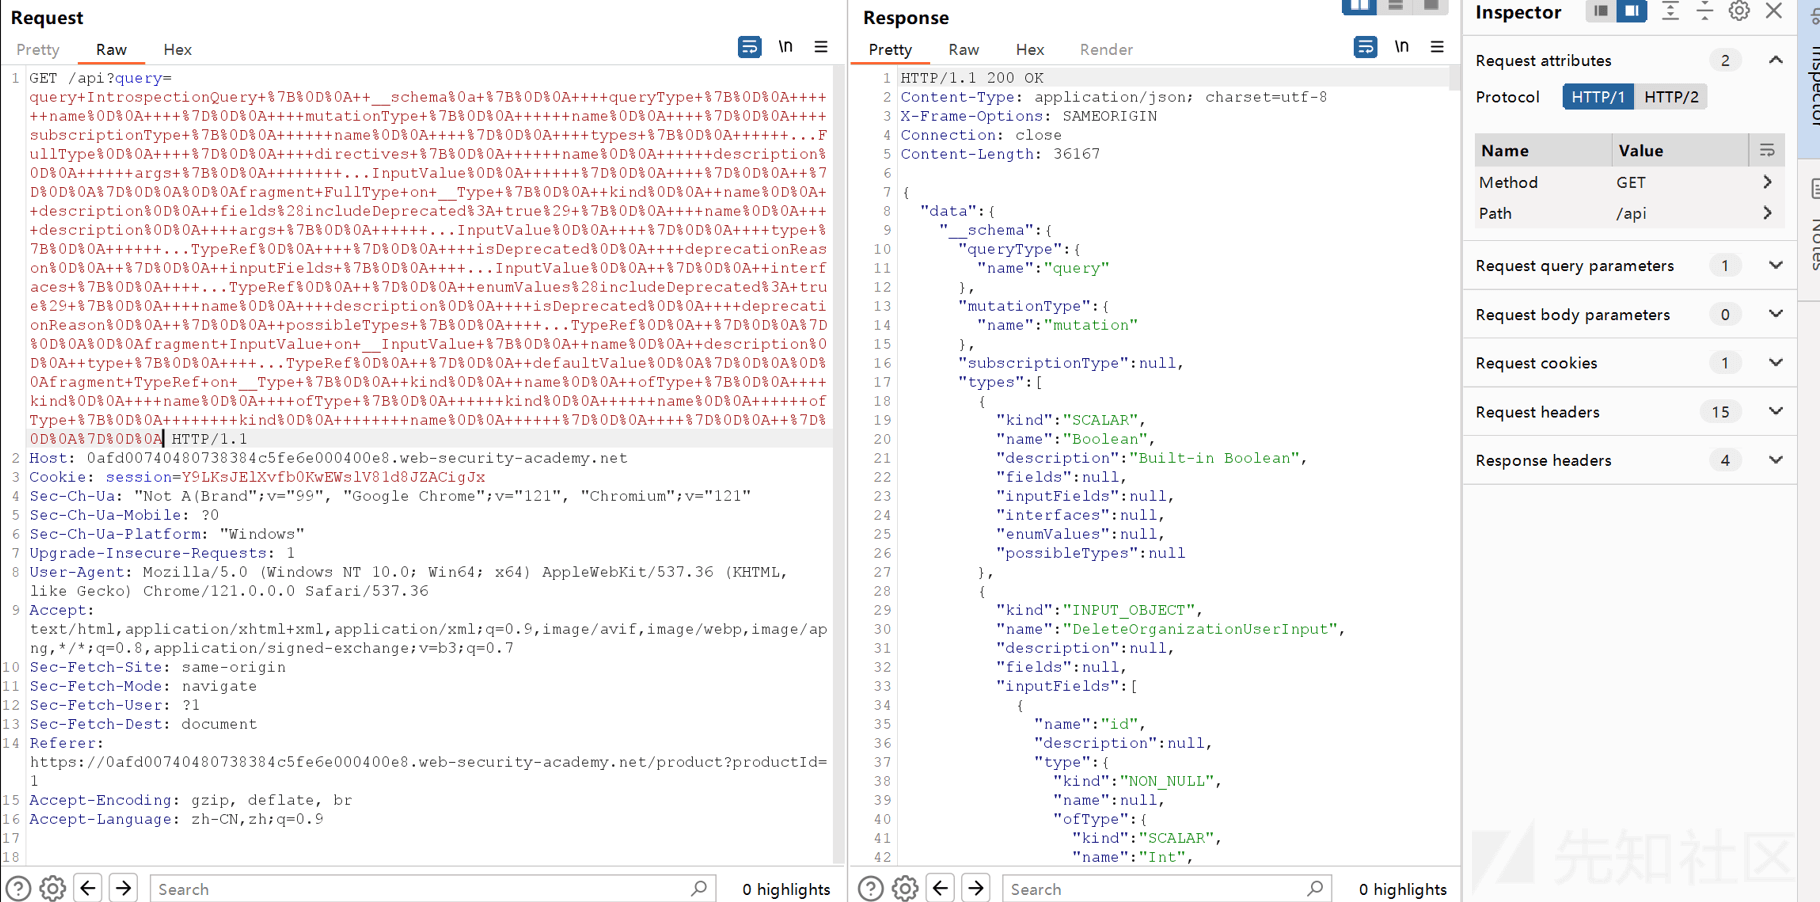 Request
Pretty Raw Hex
\n
1 GET /api?query=
query+IntrospectionQuery+%7B%0D%0A++__schema%0a+%7B%0D%0A++++queryType+%7B%0D%0A++++
++name%0D%0A++++%7D%0D%0A++++mutationType+%7B%0D%0A++++++name%0D%0A++++%7D%0D%0A++++
subscriptionType+%7B%0D%0A++++++name%0D%0A++++%7D%0D%0A++++types+%7B%0D%0A++++++...F
ullType%0D%0A++++%7D%0D%0A++++directives+%7B%0D%0A++++++name%0D%0A++++++description%
0D%0A++++++args+%7B%0D%0A++++++++...InputValue%0D%0A++++++%7D%0D%0A++++%7D%0D%0A++%7
D%0D%0A%7D%0D%0A%0D%0Afragment+FullType+on+__Type+%7B%0D%0A++kind%0D%0A++name%0D%0A+
+description%0D%0A++fields%28includeDeprecated%3A+true%29+%7B%0D%0A++++name%0D%0A+++
+description%0D%0A++++args+%7B%0D%0A++++++...InputValue%0D%0A++++%7D%0D%0A++++type+%
7B%0D%0A++++++...TypeRef%0D%0A++++%7D%0D%0A++++isDeprecated%0D%0A++++deprecationReas
on%0D%0A++%7D%0D%0A++inputFields+%7B%0D%0A++++...InputValue%0D%0A++%7D%0D%0A++interf
aces+%7B%0D%0A++++...TypeRef%0D%0A++%7D%0D%0A++enumValues%28includeDeprecated%3A+tru
e%29+%7B%0D%0A++++name%0D%0A++++description%0D%0A++++isDeprecated%0D%0A++++deprecati
onReason%0D%0A++%7D%0D%0A++possibleTypes+%7B%0D%0A++++...TypeRef%0D%0A++%7D%0D%0A%7D
%0D%0A%0D%0Afragment+InputValue+on+__InputValue+%7B%0D%0A++name%0D%0A++description%0
D%0A++type+%7B%0D%0A++++...TypeRef%0D%0A++%7D%0D%0A++defaultValue%0D%0A%7D%0D%0A%0D%
0Afragment+TypeRef+on+__Type+%7B%0D%0A++kind%0D%0A++name%0D%0A++ofType+%7B%0D%0A++++
kind%0D%0A++++name%0D%0A++++ofType+%7B%0D%0A++++++kind%0D%0A++++++name%0D%0A++++++of
Type+%7B%0D%0A++++++++kind%0D%0A++++++++name%0D%0A++++++%7D%0D%0A++++%7D%0D%0A++%7D%
0D%0A%7D%0D%0A HTTP/1.1
2 Host: 0afd00740480738384c5fe6e000400e8.web-security-academy.net
3 Cookie: session=Y9LKsJElXvfb0KwEWslV81d8JZACigJx
4 Sec-Ch-Ua: "Not A(Brand";v="99", "Google Chrome";v="121", "Chromium";v="121"
5 Sec-Ch-Ua-Mobile: ?0
6 Sec-Ch-Ua-Platform: "Windows"
7 Upgrade-Insecure-Requests: 1
8 User-Agent: Mozilla/5.0 (Windows NT 10.0; Win64; x64) AppleWebKit/537.36 (KHTML,
like Gecko) Chrome/121.0.0.0 Safari/537.36
9 Accept:
text/html,application/xhtml+xml,application/xml;q=0.9,image/avif,image/webp,image/ap
ng,*/*;q=0.8,application/signed-exchange;v=b3;q=0.7
10 Sec-Fetch-Site: same-origin
11 Sec-Fetch-Mode: navigate
12 Sec-Fetch-User: ?1
13 Sec-Fetch-Dest: document
14 Referer:
https://0afd00740480738384c5fe6e000400e8.web-security-academy.net/product?productId=
1
15 Accept-Encoding: gzip, deflate, br
16 Accept-Language: zh-CN,zh;q=0.9
17
18
Search 0 highlights
Response
Pretty Raw Hex Render
\n
1 HTTP/1.1 200 OK
2 Content-Type: application/json; charset=utf-8
3 X-Frame-Options: SAMEORIGIN
4 Connection: close
5 Content-Length: 36167
6
7 {
8 "data":{
9 "__schema":{
10 "queryType":{
11 "name":"query"
12 },
13 "mutationType":{
14 "name":"mutation"
15 },
16 "subscriptionType":null,
17 "types":[
18 {
19 "kind":"SCALAR",
20 "name":"Boolean",
21 "description":"Built-in Boolean",
22 "fields":null,
23 "inputFields":null,
24 "interfaces":null,
25 "enumValues":null,
26 "possibleTypes":null
27 },
28 {
29 "kind":"INPUT_OBJECT",
30 "name":"DeleteOrganizationUserInput",
31 "description":null,
32 "fields":null,
33 "inputFields":[
34 {
35 "name":"id",
36 "description":null,
37 "type":{
38 "kind":"NON_NULL",
39 "name":null,
40 "ofType":{
41 "kind":"SCALAR",
42 "name":"Int",
Search 0 highlights
Inspector
Request attributes 2
Protocol HTTP/1 HTTP/2
Name Value
Method GET
Path /api
Request query parameters 1
Request body parameters 0
Request cookies 1
Request headers 15
Response headers 4
Inspector
Notes
先知社区